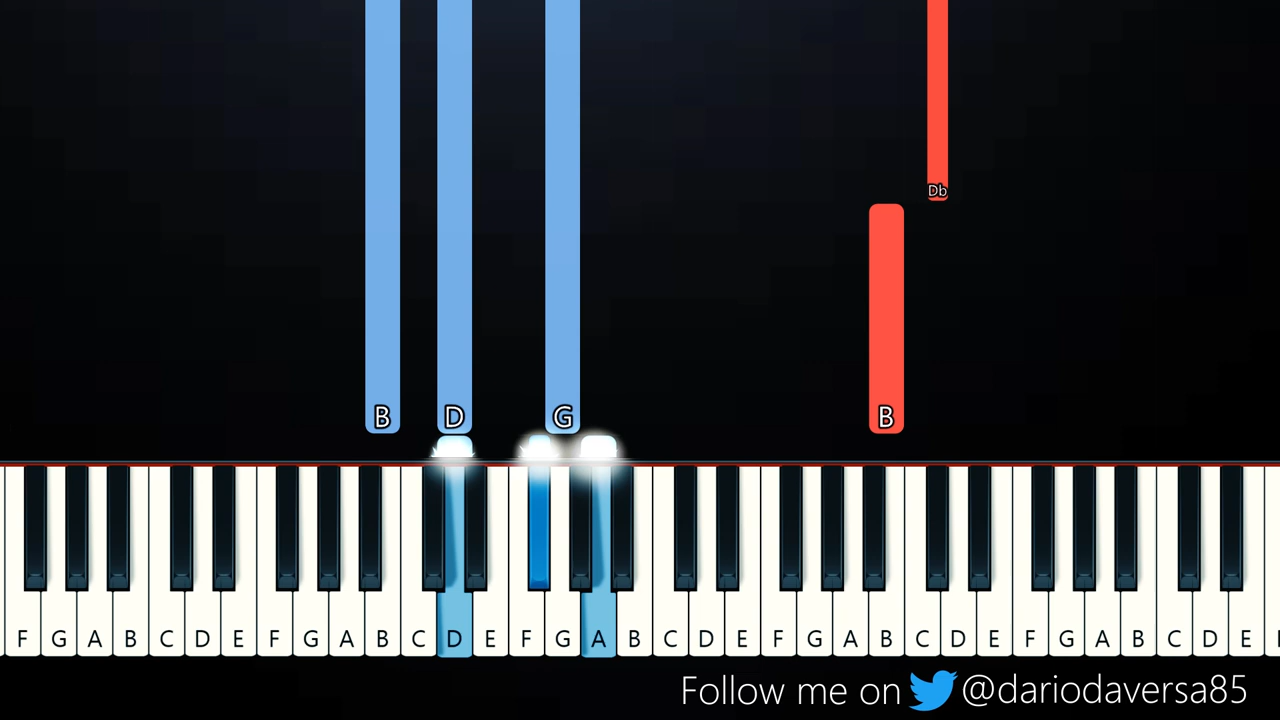 Db
B D G B
F G A B C D E F G A B C D E F G A B C D E F G A B C D E F G A B C D E
Follow me on @dariodaversa85